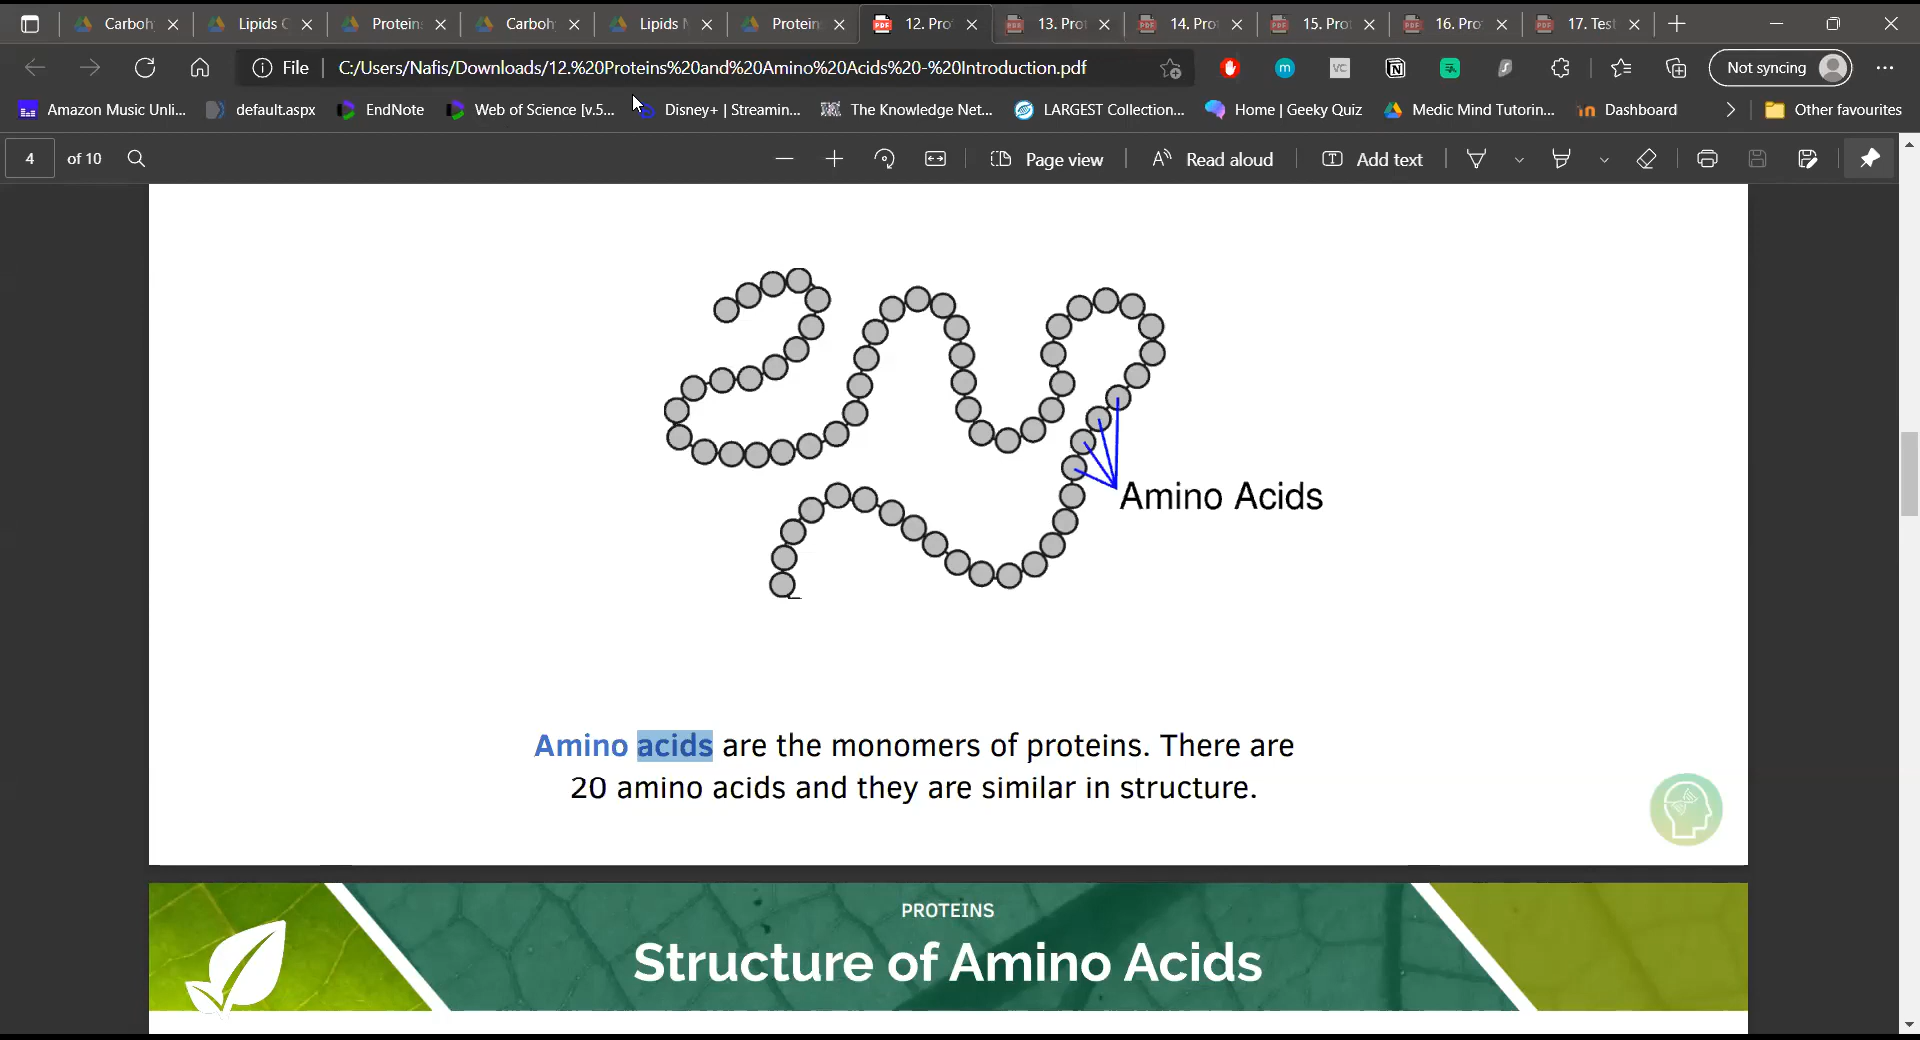 Carboh
Lipids C
Protein
Carboh
Lipids M
Protein
12. Pro
13. Pro
14. Pro
15. Pro
16. Pro
17. Test
File
C:/Users/Nafis/Downloads/12.%20Proteins%20and%20Amino%20Acids%20-%20Introduction.pdf
VC
Not syncing
Amazon Music Unli...
default.aspx
EndNote
Web of Science [v.5...
Disney+ | Streamin...
The Knowledge Net...
LARGEST Collection...
Home | Geeky Quiz
Medic Mind Tutorin...
Dashboard
Other favourites
4 of 10
Page view
Read aloud
Add text
Amino Acids
Amino acids are the monomers of proteins. There are
20 amino acids and they are similar in structure.
PROTEINS
Structure of Amino Acids